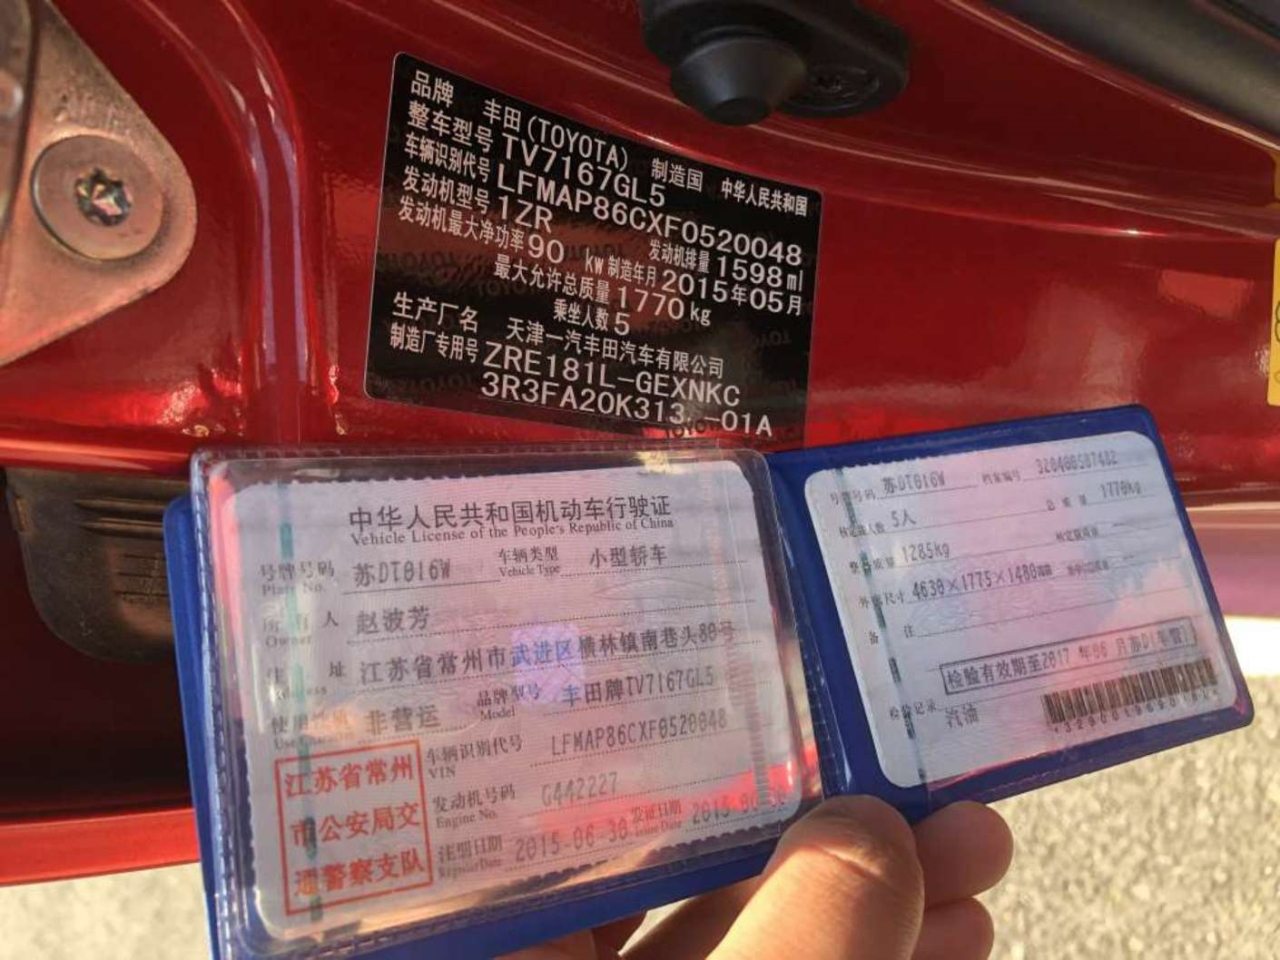 品牌 丰田(TOYOTA) 制造国 中华人民共和国
整车型号 TV7167GL5
车辆识别代号 LFMAP86CXF0520048
发动机型号 1ZR 发动机排量 1598ml
发动机最大净功率 90 KW 制造年月 2015年05月
最大允许总质量 1770kg
乘坐人数 5
生产厂名 天津一汽丰田汽车有限公司
制造厂专用号 ZRE181L-GEXNKC
3R3FA20K313 -01A
中华人民共和国机动车行驶证
Vehicle License of the People's Republic of China
号牌号码 苏DT016W 车辆类型 小型轿车
Plate No. Vehicle Type
所有人 赵波芳
Owner
住址 江苏省常州市武进区横林镇南巷头80号
Address
使用性质 非营运 品牌型号 丰田牌TV7167GL5
Model
车辆识别代号 LFMAP86CXF0520048
VIN
发动机号码 G442227
Engine No.
注册日期 2015-06-30 发证日期 2015
Register Date Issue Date
江苏省常州
市公安局交
通警察支队
号牌号码 苏DT016W 档案编号 320400587432
核定载人数 5人 总质量 1770kg
整备质量 1285kg 核定载质量
外廓尺寸 4630×1775×1480
备注
检验有效期至2017年06月苏D(车管)
检验记录 汽油